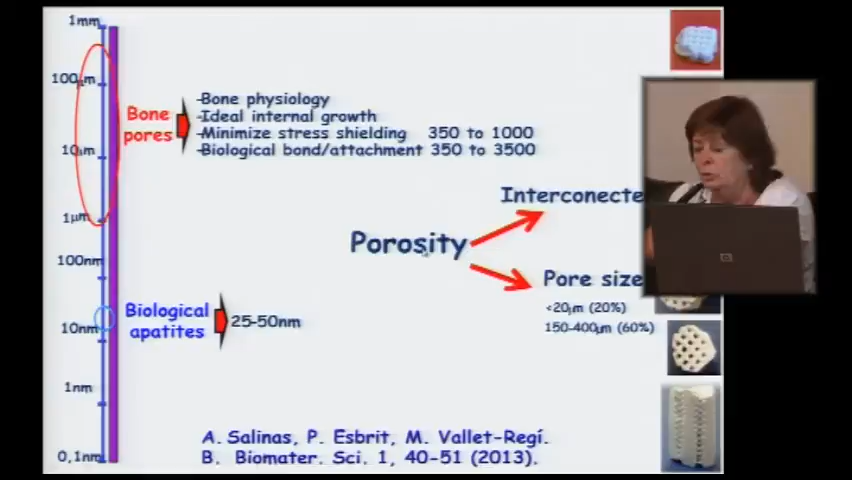 1mm
100μm
10μm
1μm
100nm
10nm
1nm
0,1nm
Bone
pores
-Bone physiology
-Ideal internal growth
-Minimize stress shielding 350 to 1000
-Biological bond/attachment 350 to 3500
Interconecte
Porosity
Pore size
<20μm (20%)
150-400μm (60%)
Biological
apatites
25-50nm
A. Salinas, P. Esbrit, M. Vallet-Regí.
B. Biomater. Sci. 1, 40-51 (2013).